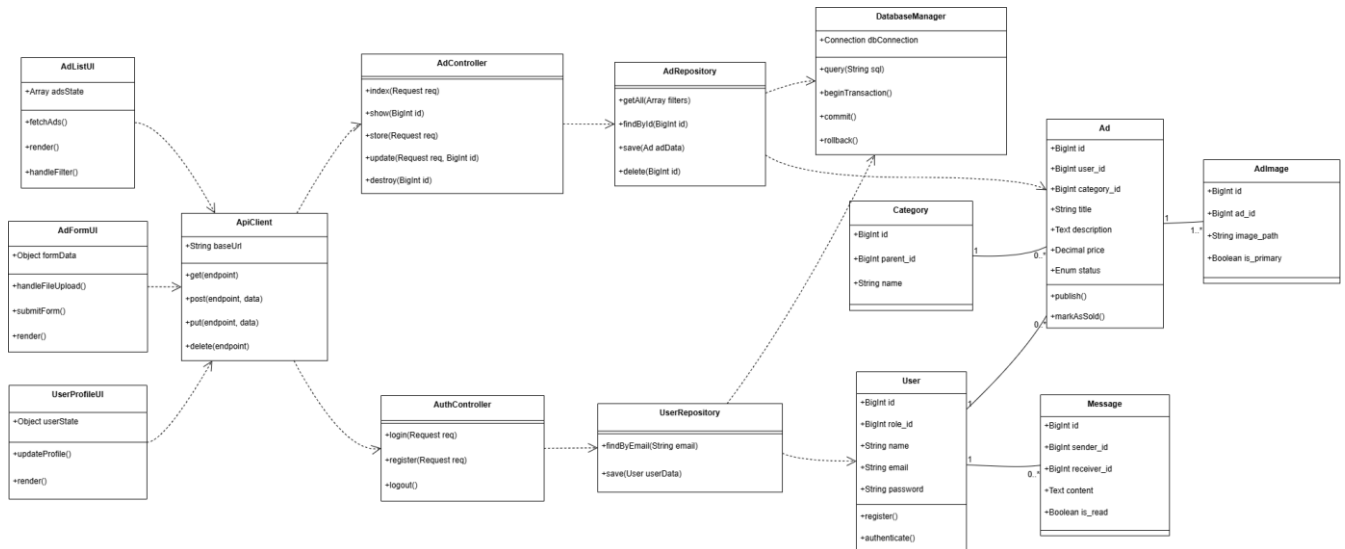 AdListUI
+Array adsState
+fetchAds()
+render()
+handleFilter()
AdFormUI
+Object formData
+handleFileUpload()
+submitForm()
+render()
UserProfileUI
+Object userState
+updateProfile()
+render()
ApiClient
+String baseUrl
+get(endpoint)
+post(endpoint, data)
+put(endpoint, data)
+delete(endpoint)
AdController
+index(Request req)
+show(BigInt id)
+store(Request req)
+update(Request req, BigInt id)
+destroy(BigInt id)
AuthController
+login(Request req)
+register(Request req)
+logout()
AdRepository
+getAll(Array filters)
+findById(BigInt id)
+save(Ad adData)
+delete(BigInt id)
UserRepository
+findByEmail(String email)
+save(User userData)
DatabaseManager
+Connection dbConnection
+query(String sql)
+beginTransaction()
+commit()
+rollback()
Category
+BigInt id
+BigInt parent_id
+String name
1
0..*
User
+BigInt id
+BigInt role_id
+String name
+String email
+String password
+register()
+authenticate()
1
0..*
1
0..*
Ad
+BigInt id
+BigInt user_id
+BigInt category_id
+String title
+Text description
+Decimal price
+Enum status
+publish()
+markAsSold()
1
1..*
AdImage
+BigInt id
+BigInt ad_id
+String image_path
+Boolean is_primary
Message
+BigInt id
+BigInt sender_id
+BigInt receiver_id
+Text content
+Boolean is_read